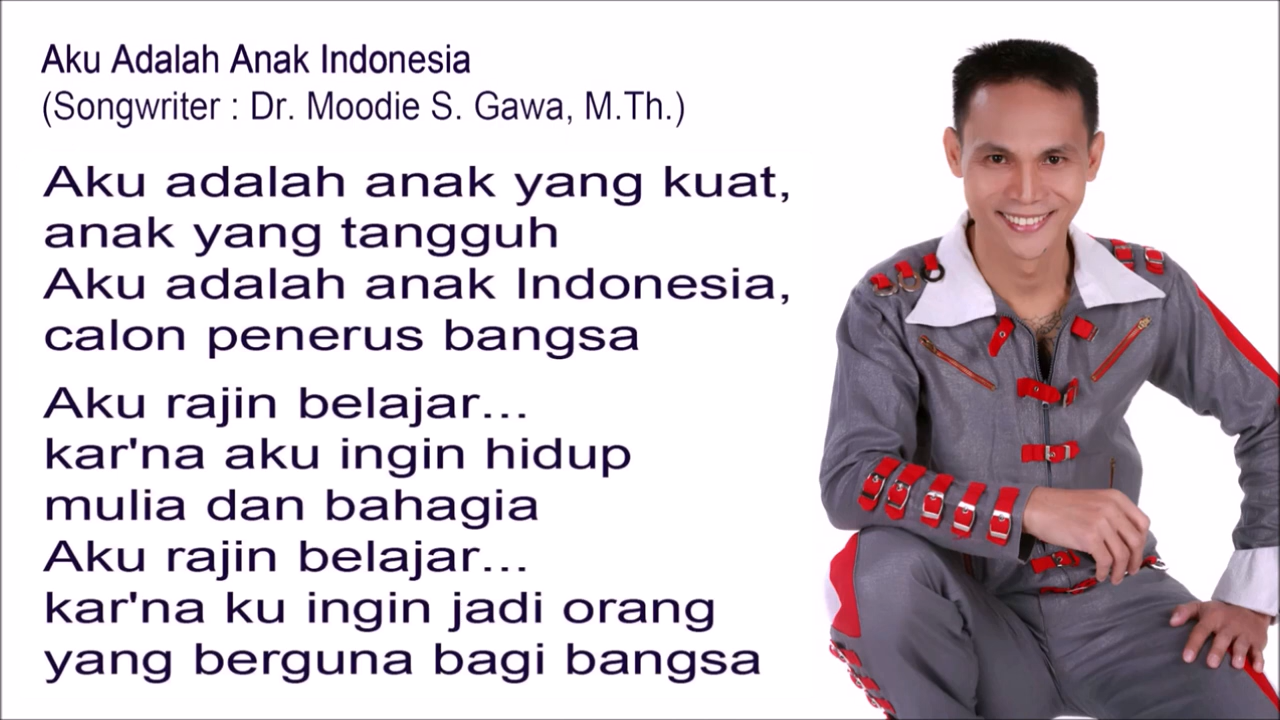 Aku Adalah Anak Indonesia
(Songwriter : Dr. Moodie S. Gawa, M.Th.)
Aku adalah anak yang kuat,
anak yang tangguh
Aku adalah anak Indonesia,
calon penerus bangsa
Aku rajin belajar...
kar'na aku ingin hidup
mulia dan bahagia
Aku rajin belajar...
kar'na ku ingin jadi orang
yang berguna bagi bangsa